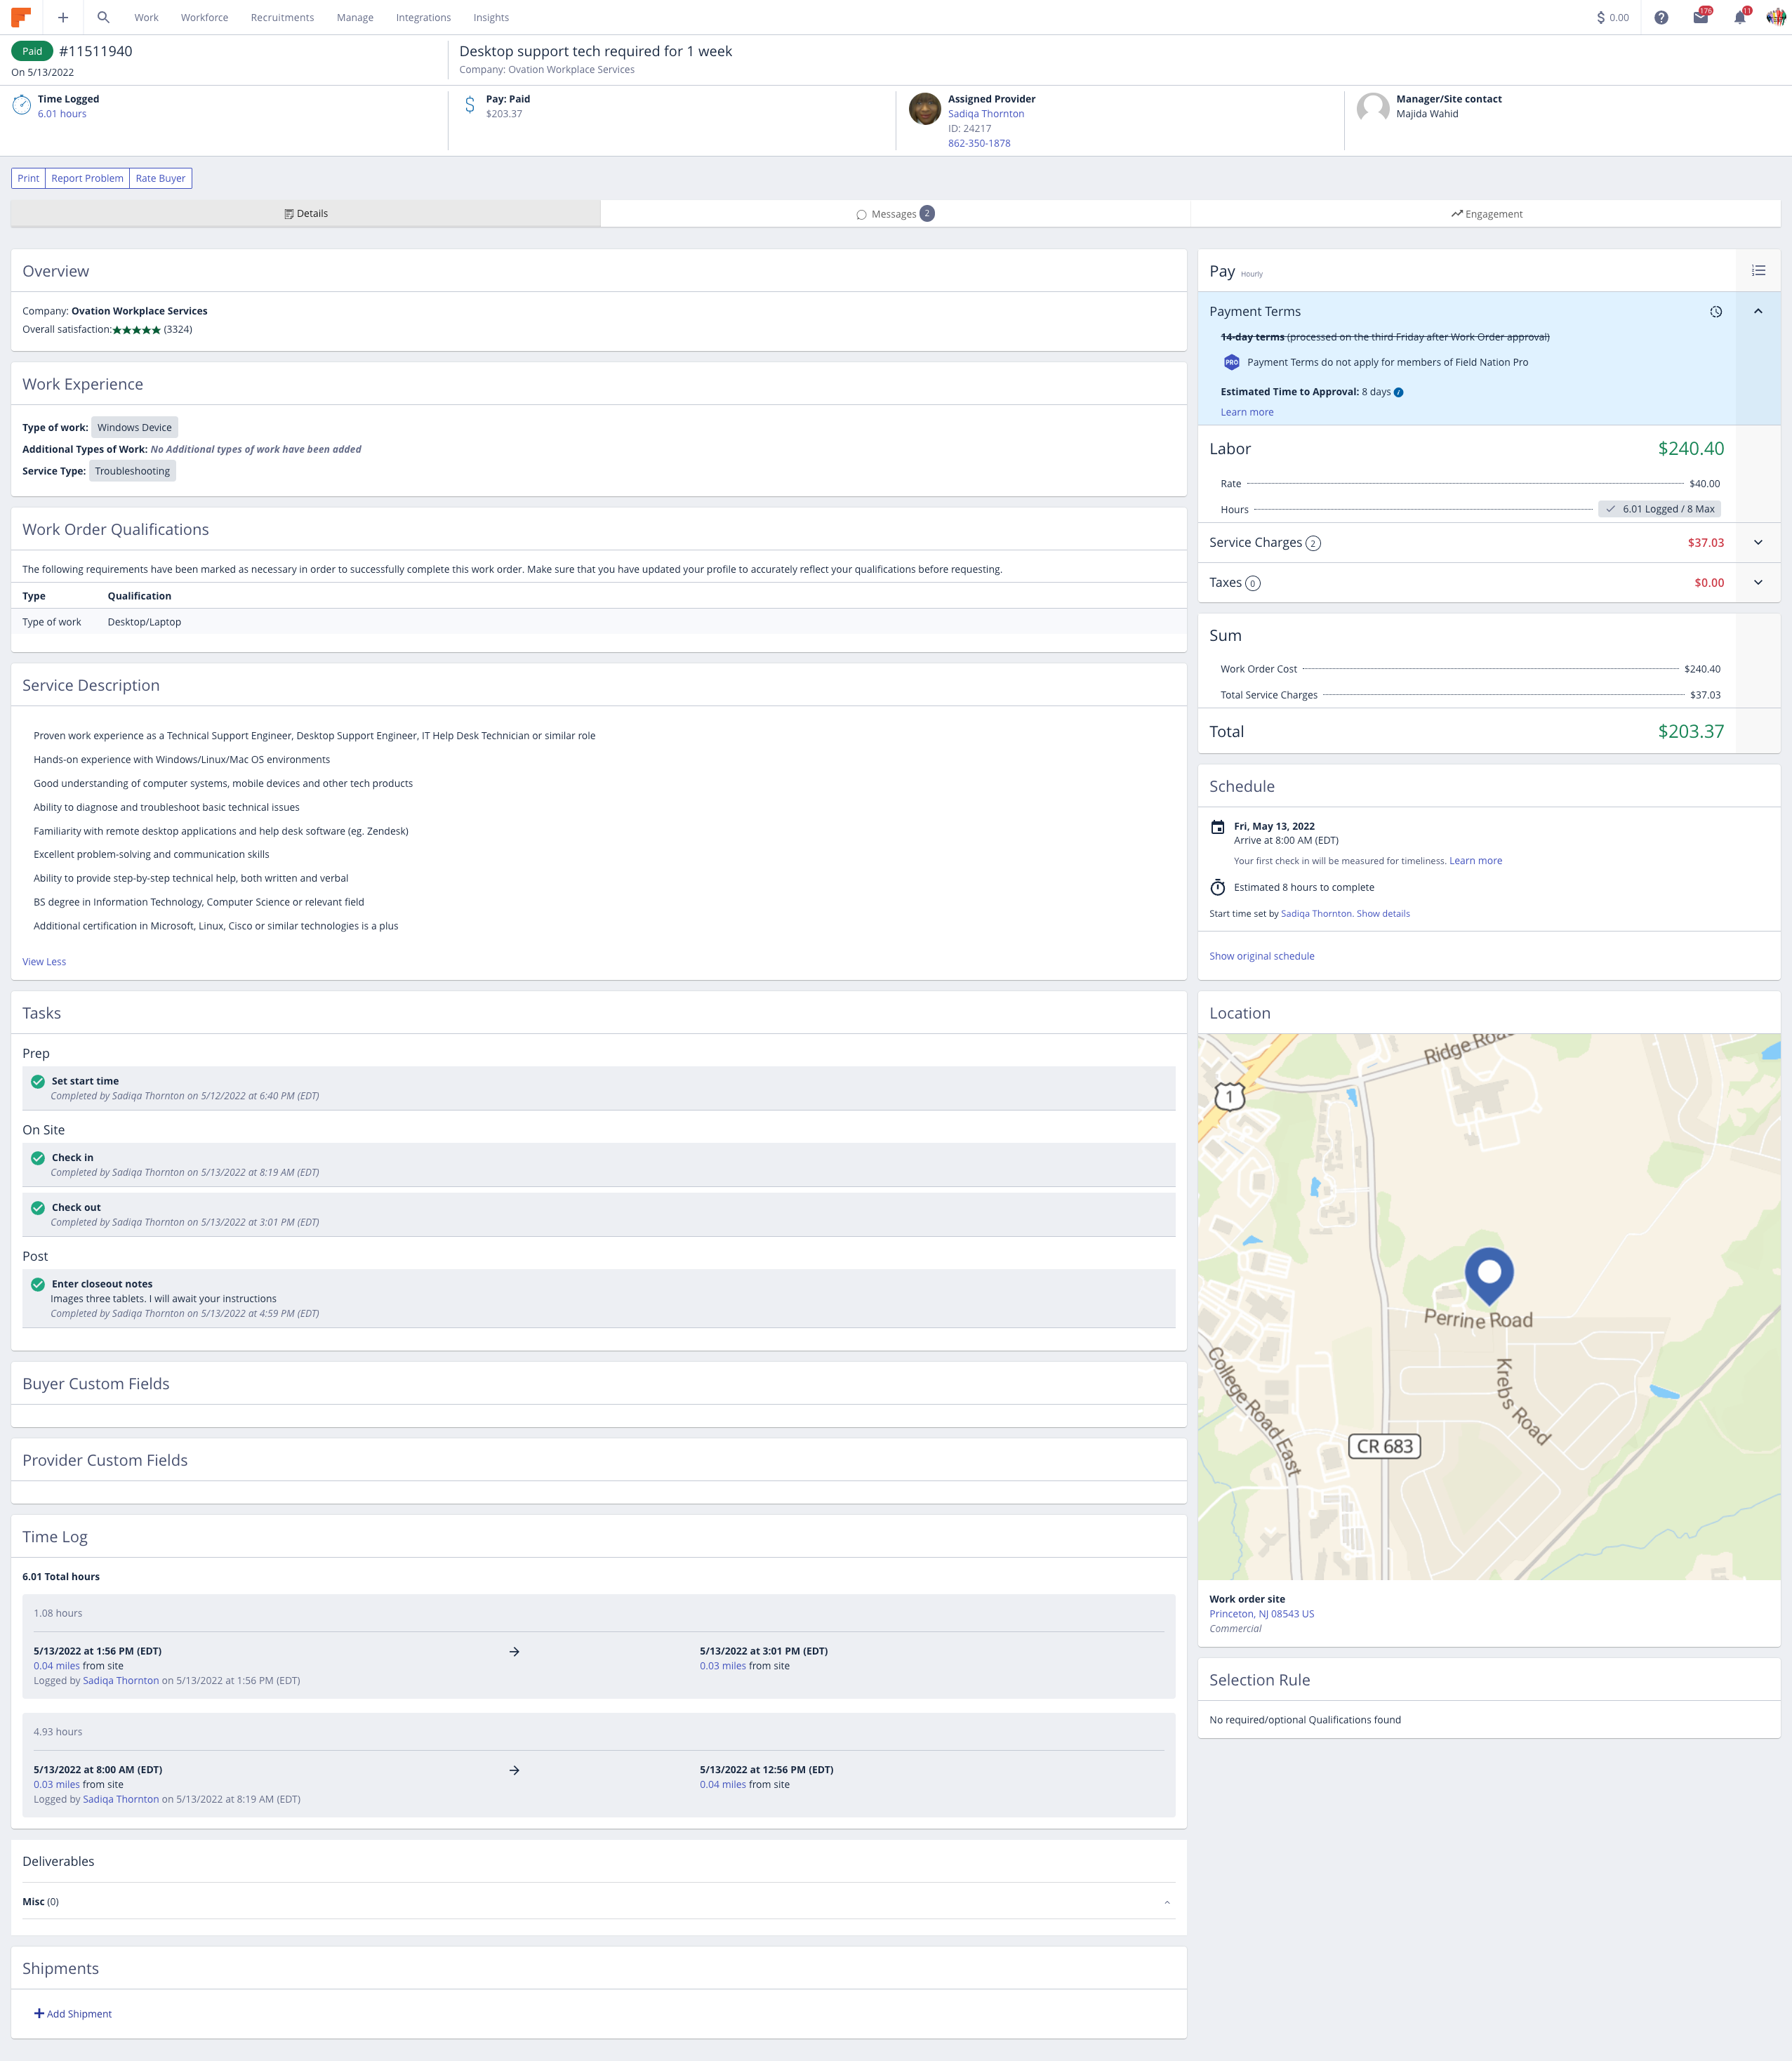 Work Workforce Recruitments Manage Integrations Insights
$ 0.00 176 11
Paid #11511940
On 5/13/2022
Desktop support tech required for 1 week
Company: Ovation Workplace Services
Time Logged
6.01 hours
Pay: Paid
$203.37
Assigned Provider
Sadiqa Thornton
ID: 24217
862-350-1878
Manager/Site contact
Majida Wahid
Print Report Problem Rate Buyer
Details
Messages 2
Engagement
Overview
Company: Ovation Workplace Services
Overall satisfaction:★★★★★ (3324)
Work Experience
Type of work: Windows Device
Additional Types of Work: No Additional types of work have been added
Service Type: Troubleshooting
Work Order Qualifications
The following requirements have been marked as necessary in order to successfully complete this work order. Make sure that you have updated your profile to accurately reflect your qualifications before requesting.
Type Qualification
Type of work Desktop/Laptop
Service Description
Proven work experience as a Technical Support Engineer, Desktop Support Engineer, IT Help Desk Technician or similar role
Hands-on experience with Windows/Linux/Mac OS environments
Good understanding of computer systems, mobile devices and other tech products
Ability to diagnose and troubleshoot basic technical issues
Familiarity with remote desktop applications and help desk software (eg. Zendesk)
Excellent problem-solving and communication skills
Ability to provide step-by-step technical help, both written and verbal
BS degree in Information Technology, Computer Science or relevant field
Additional certification in Microsoft, Linux, Cisco or similar technologies is a plus
View Less
Tasks
Prep
Set start time
Completed by Sadiqa Thornton on 5/12/2022 at 6:40 PM (EDT)
On Site
Check in
Completed by Sadiqa Thornton on 5/13/2022 at 8:19 AM (EDT)
Check out
Completed by Sadiqa Thornton on 5/13/2022 at 3:01 PM (EDT)
Post
Enter closeout notes
Images three tablets. I will await your instructions
Completed by Sadiqa Thornton on 5/13/2022 at 4:59 PM (EDT)
Buyer Custom Fields
Provider Custom Fields
Time Log
6.01 Total hours
1.08 hours
5/13/2022 at 1:56 PM (EDT) → 5/13/2022 at 3:01 PM (EDT)
0.04 miles from site 0.03 miles from site
Logged by Sadiqa Thornton on 5/13/2022 at 1:56 PM (EDT)
4.93 hours
5/13/2022 at 8:00 AM (EDT) → 5/13/2022 at 12:56 PM (EDT)
0.03 miles from site 0.04 miles from site
Logged by Sadiqa Thornton on 5/13/2022 at 8:19 AM (EDT)
Deliverables
Misc (0)
Shipments
+ Add Shipment
Pay Hourly
Payment Terms
14-day terms (processed on the third Friday after Work Order approval)
PRO Payment Terms do not apply for members of Field Nation Pro
Estimated Time to Approval: 8 days
Learn more
Labor $240.40
Rate $40.00
Hours 6.01 Logged / 8 Max
Service Charges 2 $37.03
Taxes 0 $0.00
Sum
Work Order Cost $240.40
Total Service Charges $37.03
Total $203.37
Schedule
Fri, May 13, 2022
Arrive at 8:00 AM (EDT)
Your first check in will be measured for timeliness. Learn more
Estimated 8 hours to complete
Start time set by Sadiqa Thornton. Show details
Show original schedule
Location
Ridge Road
1
Perrine Road
Krebs Road
College Road East
CR 683
Work order site
Princeton, NJ 08543 US
Commercial
Selection Rule
No required/optional Qualifications found